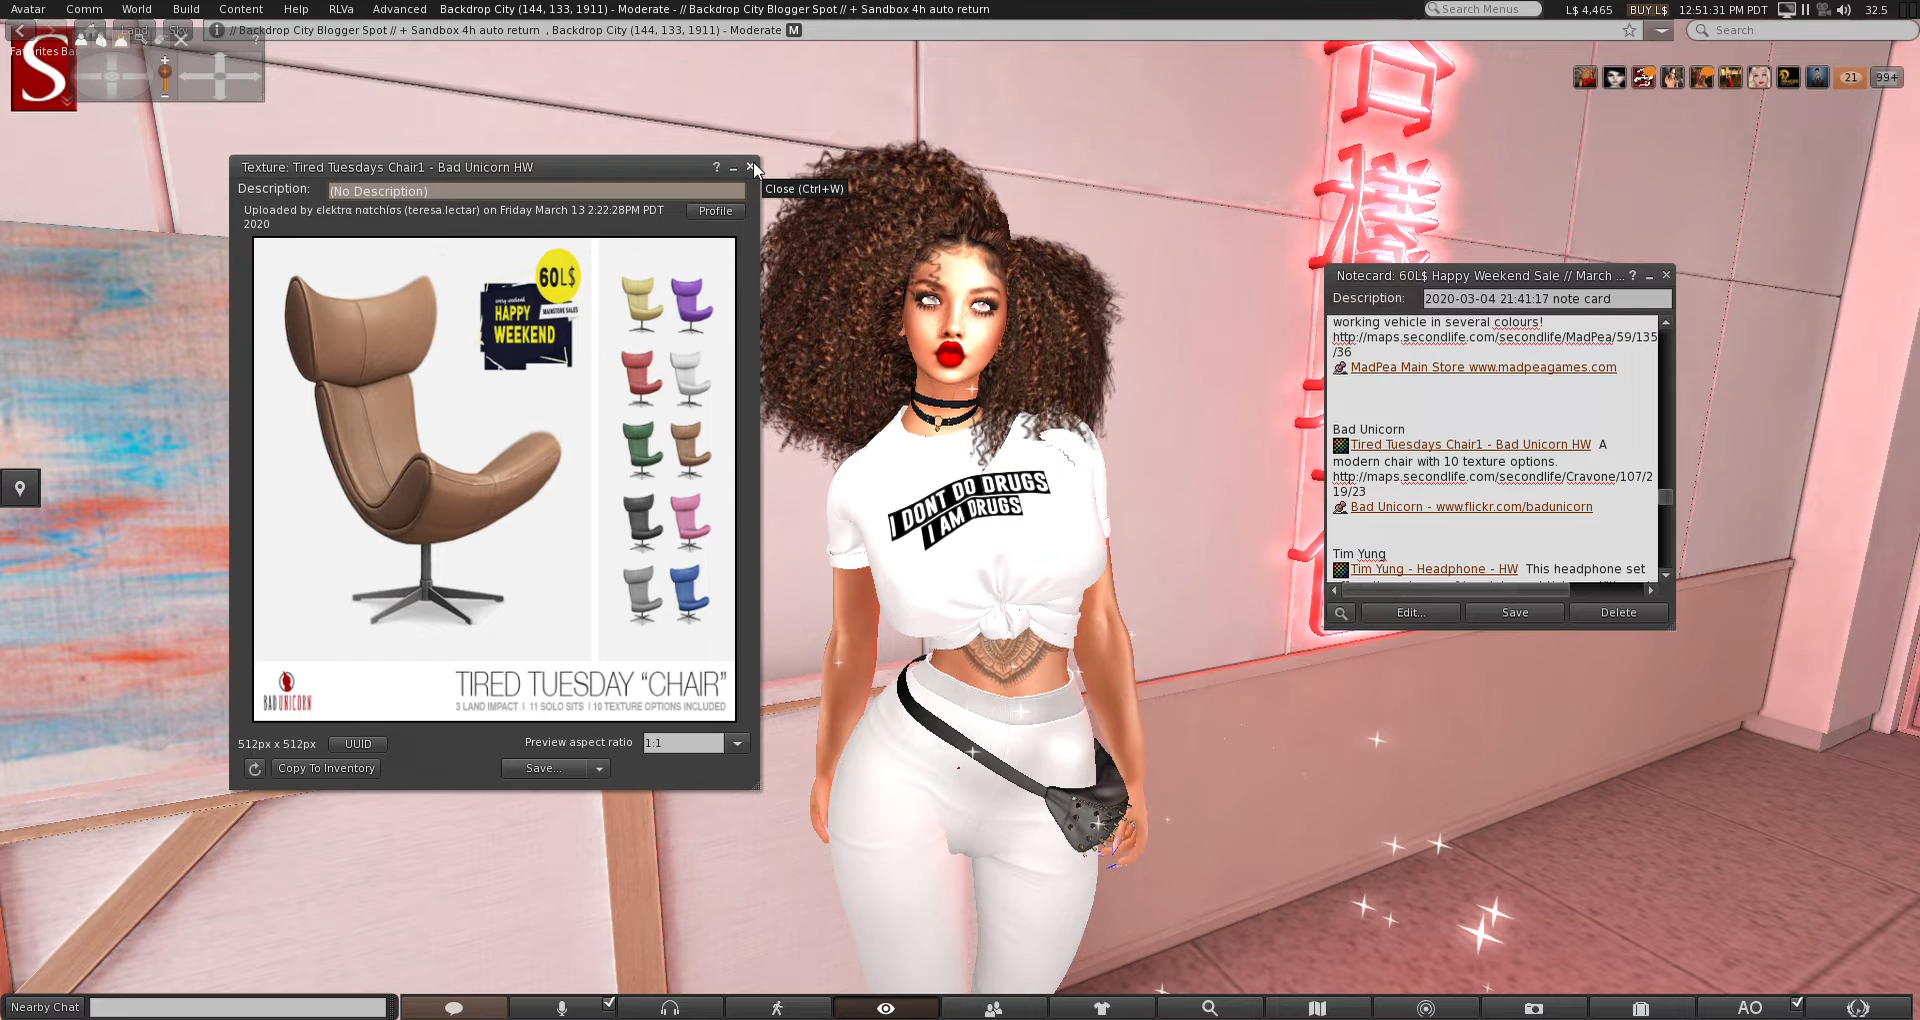 Avatar Comm World Build Content Help RLVa Advanced Backdrop City (144, 133, 1911) - Moderate - // Backdrop City Blogger Spot // + Sandbox 4h auto return
Search Menus L$ 4,465 BUY L$ 12:51:31 PM PDT 32.5
Land Sky // Backdrop City Blogger Spot // + Sandbox 4h auto return , Backdrop City (144, 133, 1911) - Moderate M
Search
Favorites Ba
S
21 99+
Texture: Tired Tuesdays Chair1 - Bad Unicorn HW
Close (Ctrl+W)
Description: (No Description)
Uploaded by єlєktrα nαtchíσs (teresa.lectar) on Friday March 13 2:22:28PM PDT
2020
Profile
60L$
every weekend
HAPPY
MAINSTORE SALES
WEEKEND
BAD UNICORN
TIRED TUESDAY “CHAIR”
3 LAND IMPACT | 11 SOLO SITS | 10 TEXTURE OPTIONS INCLUDED
512px x 512px UUID Preview aspect ratio 1:1
Copy To Inventory Save...
I DONT DO DRUGS
I AM DRUGS
Notecard: 60L$ Happy Weekend Sale // March ...
Description: 2020-03-04 21:41:17 note card
working vehicle in several colours!
http://maps.secondlife.com/secondlife/MadPea/59/135
/36
MadPea Main Store www.madpeagames.com
Bad Unicorn
Tired Tuesdays Chair1 - Bad Unicorn HW A
modern chair with 10 texture options.
http://maps.secondlife.com/secondlife/Cravone/107/2
19/23
Bad Unicorn - www.flickr.com/badunicorn
Tim Yung
Tim Yung - Headphone - HW This headphone set
Edit... Save Delete
Nearby Chat
AO